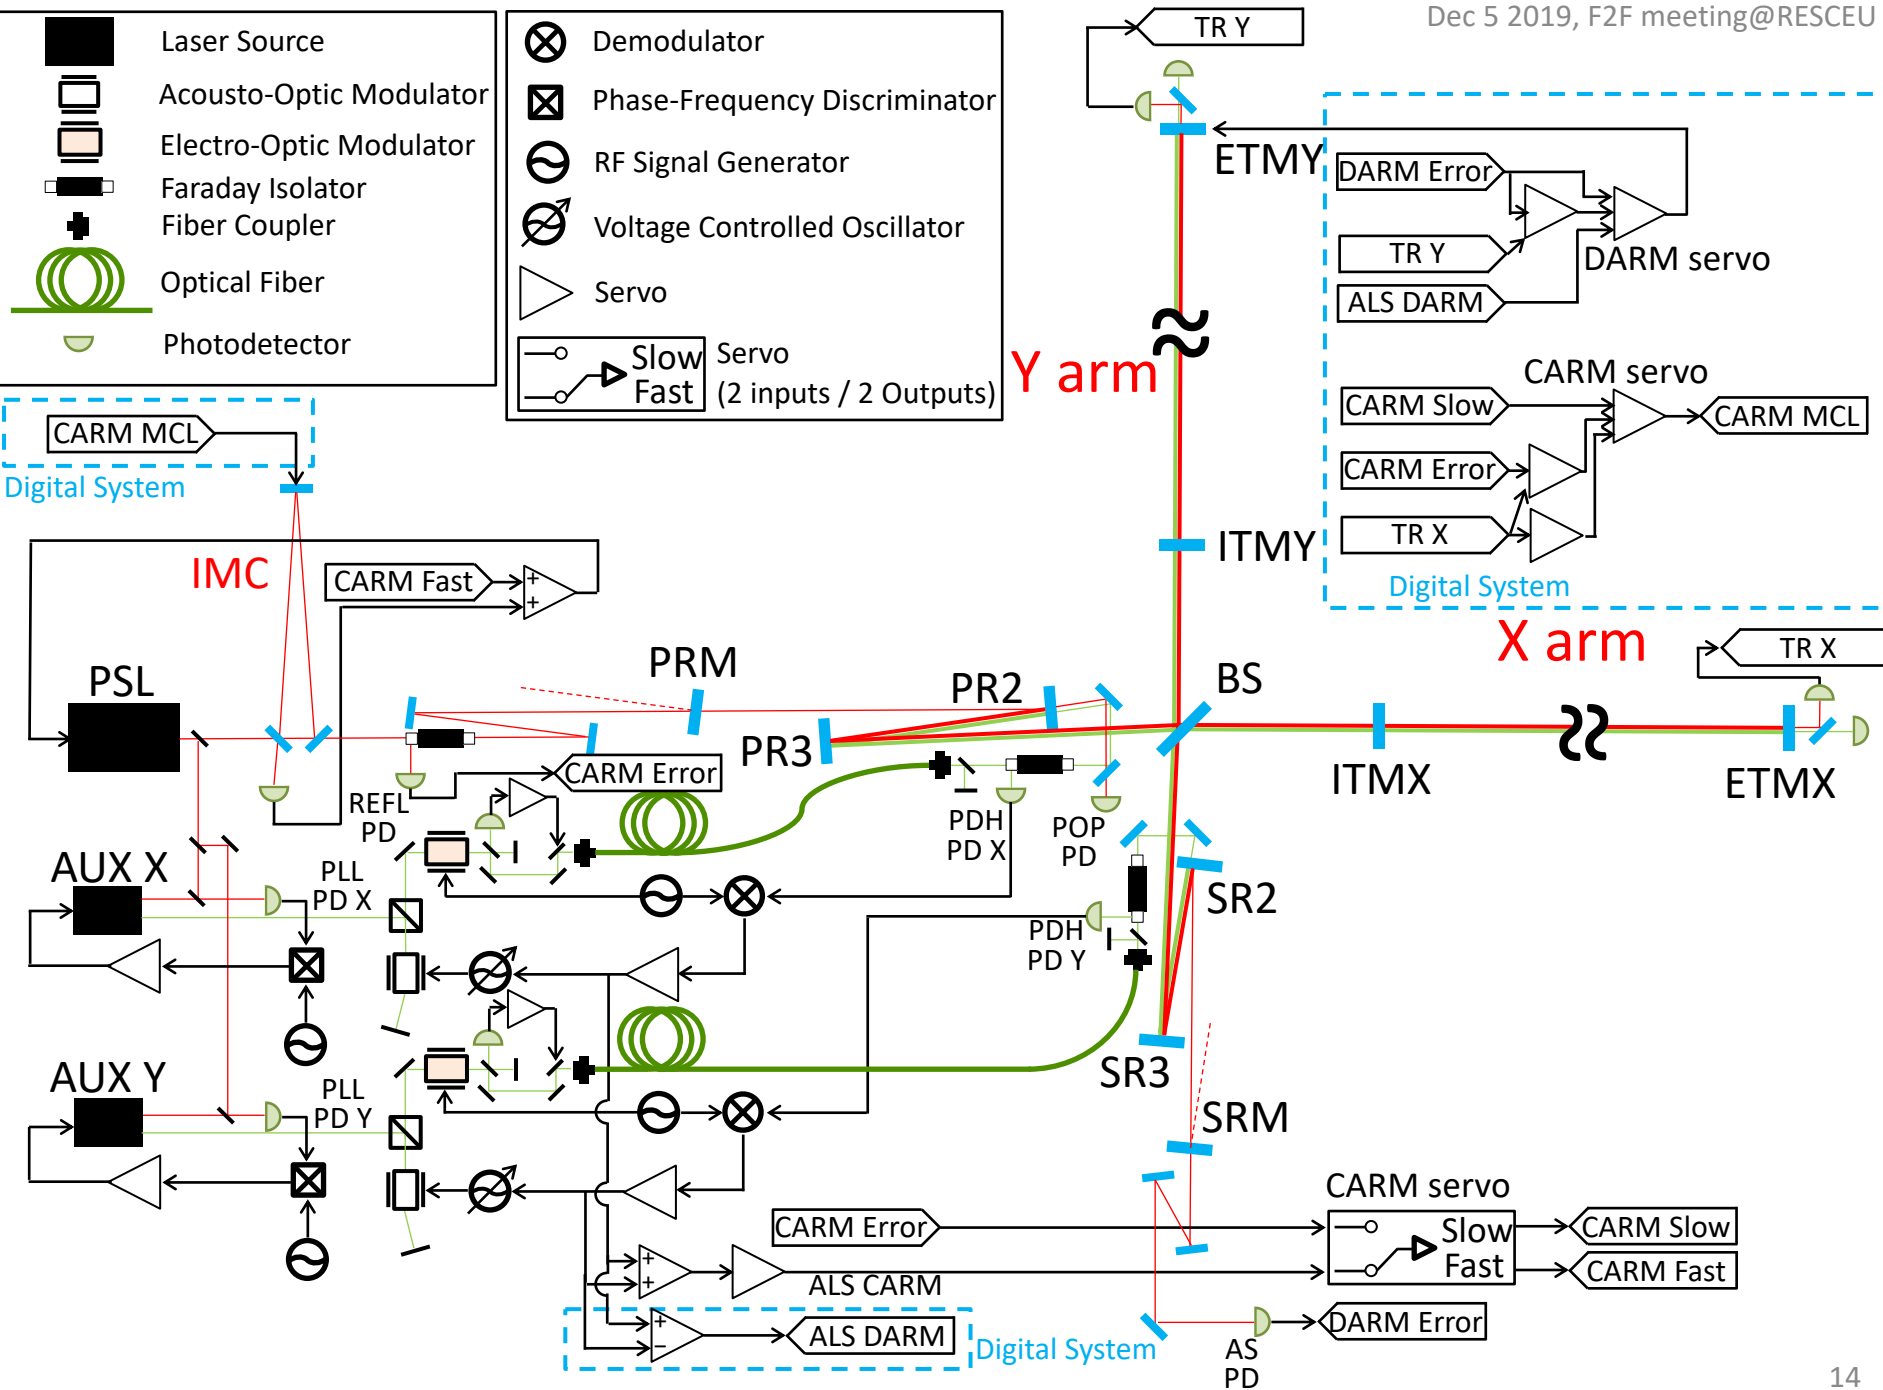 Dec 5 2019, F2F meeting@RESCEU
Laser Source
Acousto-Optic Modulator
Electro-Optic Modulator
Faraday Isolator
Fiber Coupler
Optical Fiber
Photodetector
Demodulator
Phase-Frequency Discriminator
RF Signal Generator
Voltage Controlled Oscillator
Servo
Slow
Fast
Servo
(2 inputs / 2 Outputs)
TR Y
ETMY
DARM Error
TR Y
ALS DARM
DARM servo
CARM servo
CARM Slow
CARM Error
TR X
CARM MCL
Digital System
Y arm
CARM MCL
Digital System
IMC
CARM Fast
+
+
ITMY
X arm
TR X
PSL
PRM
PR2
BS
PR3
ITMX
ETMX
CARM Error
REFL
PD
PDH
PD X
POP
PD
AUX X
PLL
PD X
SR2
PDH
PD Y
SR3
AUX Y
PLL
PD Y
SRM
CARM servo
CARM Error
Slow
Fast
CARM Slow
CARM Fast
+
+
ALS CARM
+
−
ALS DARM
Digital System
DARM Error
AS
PD
14